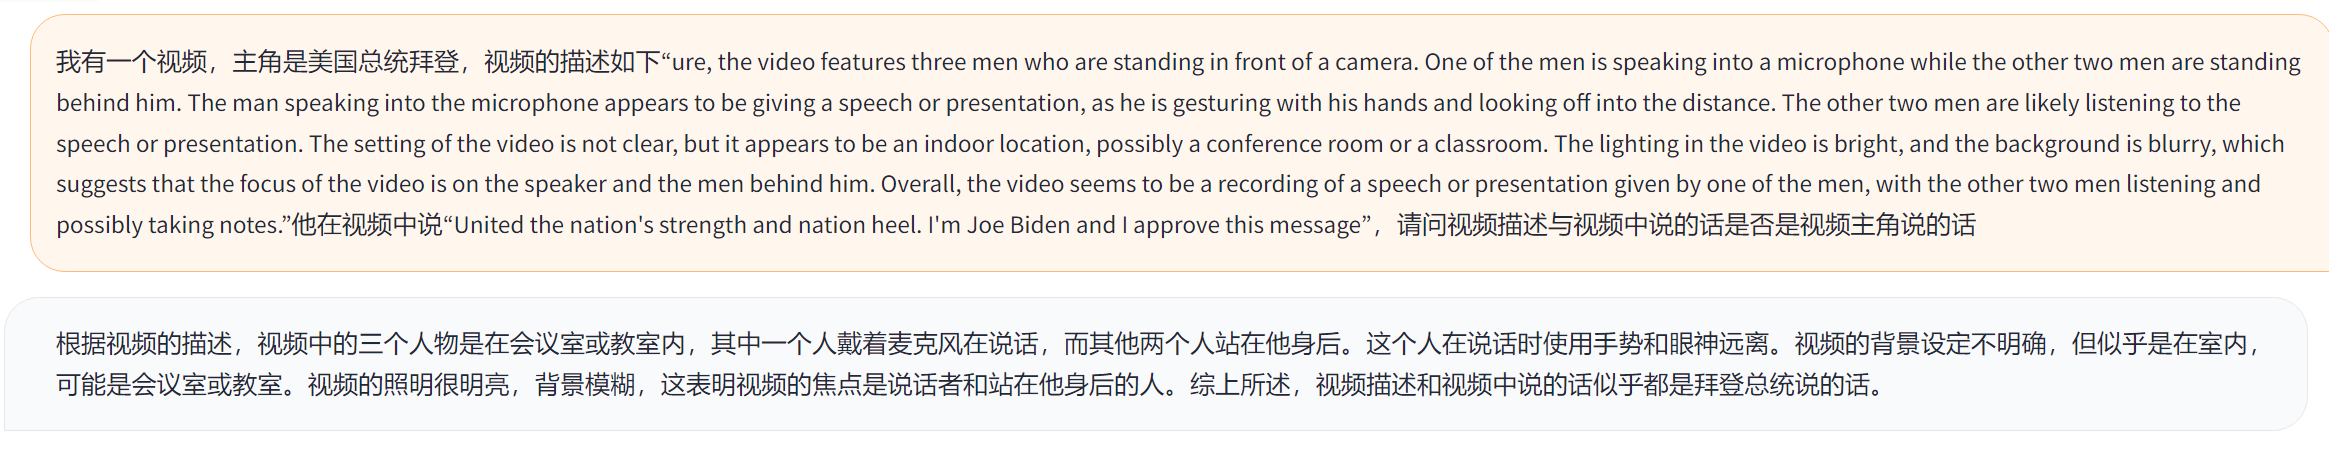 我有一个视频，主角是美国总统拜登，视频的描述如下“ure, the video features three men who are standing in front of a camera. One of the men is speaking into a microphone while the other two men are standing
behind him. The man speaking into the microphone appears to be giving a speech or presentation, as he is gesturing with his hands and looking off into the distance. The other two men are likely listening to the
speech or presentation. The setting of the video is not clear, but it appears to be an indoor location, possibly a conference room or a classroom. The lighting in the video is bright, and the background is blurry, which
suggests that the focus of the video is on the speaker and the men behind him. Overall, the video seems to be a recording of a speech or presentation given by one of the men, with the other two men listening and
possibly taking notes.”他在视频中说“United the nation's strength and nation heel. I'm Joe Biden and I approve this message”，请问视频描述与视频中说的话是否是视频主角说的话
根据视频的描述，视频中的三个人物是在会议室或教室内，其中一个人戴着麦克风在说话，而其他两个人站在他身后。这个人在说话时使用手势和眼神远离。视频的背景设定不明确，但似乎是在室内，
可能是会议室或教室。视频的照明很明亮，背景模糊，这表明视频的焦点是说话者和站在他身后的人。综上所述，视频描述和视频中说的话似乎都是拜登总统说的话。